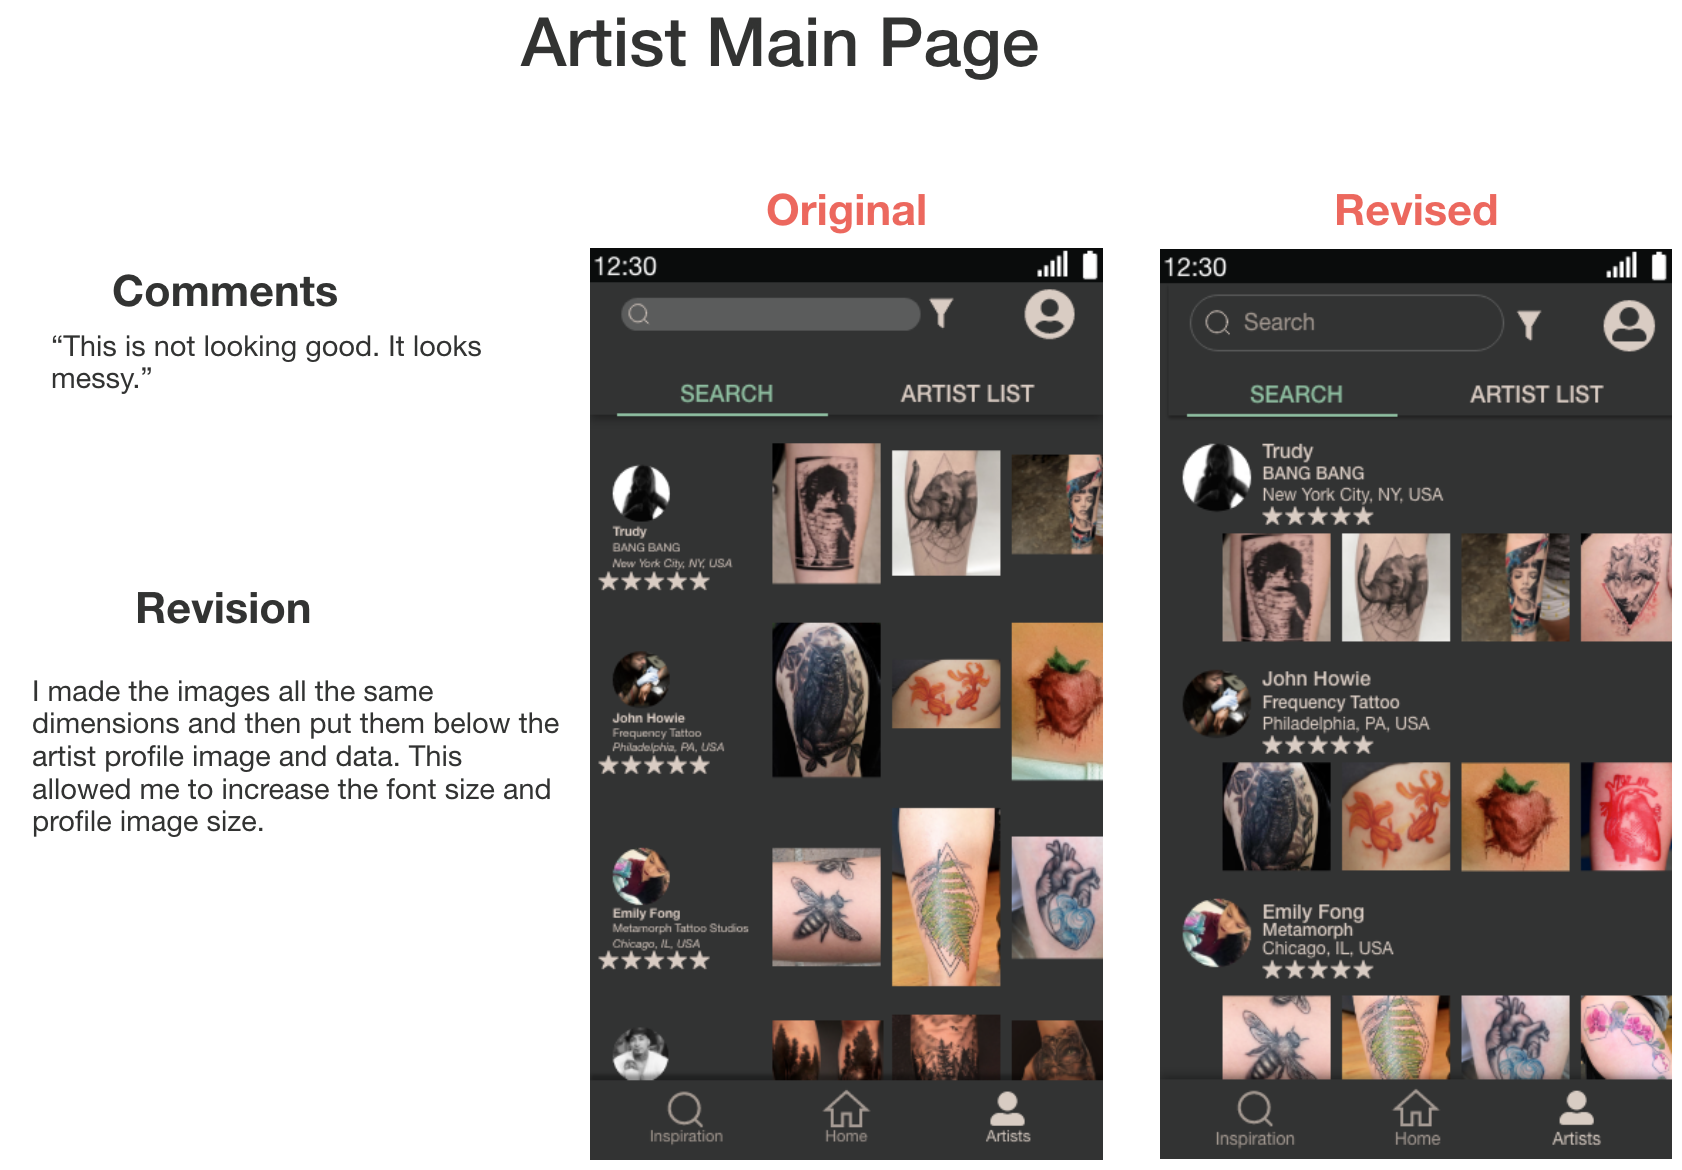 Artist Main Page
Comments
“This is not looking good. It looks
messy.”
Revision
I made the images all the same
dimensions and then put them below the
artist profile image and data. This
allowed me to increase the font size and
profile image size.
Original
12:30
SEARCH
ARTIST LIST
Trudy
BANG BANG
New York City, NY, USA
John Howie
Frequency Tattoo
Philadelphia, PA, USA
Emily Fong
Metamorph Tattoo Studios
Chicago, IL, USA
Inspiration
Home
Artists
Revised
12:30
Search
SEARCH
ARTIST LIST
Trudy
BANG BANG
New York City, NY, USA
John Howie
Frequency Tattoo
Philadelphia, PA, USA
Emily Fong
Metamorph
Chicago, IL, USA
Inspiration
Home
Artists